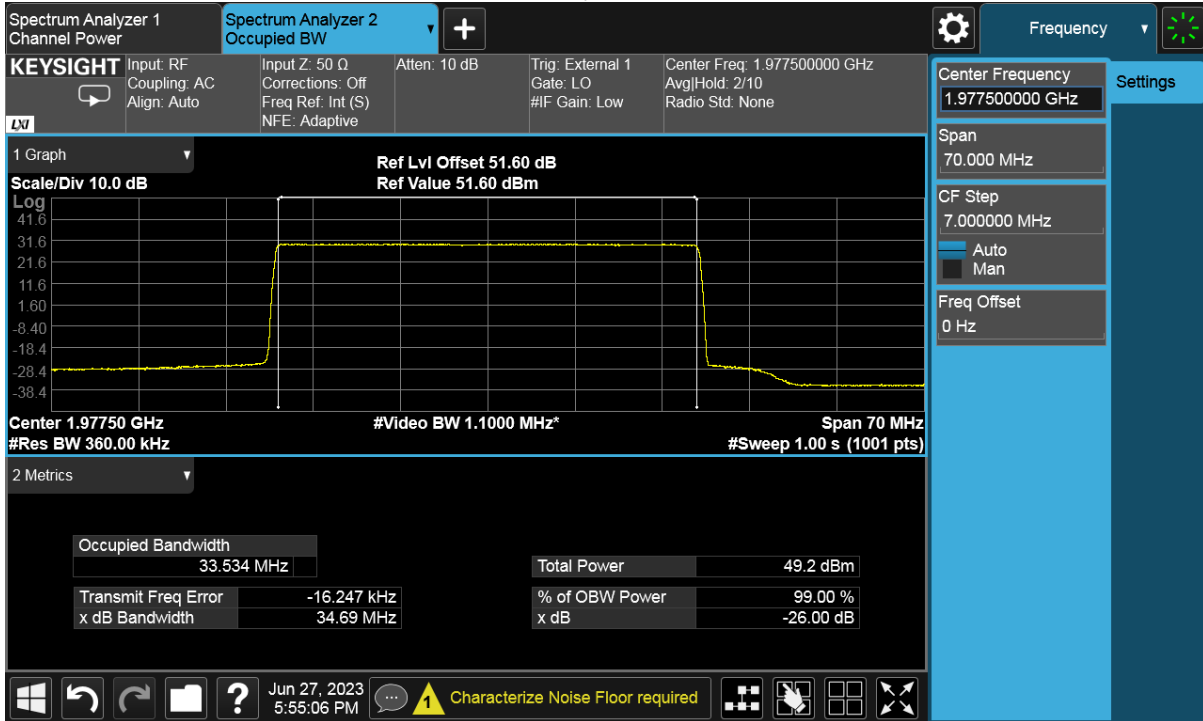 Spectrum Analyzer 1
Channel Power
Spectrum Analyzer 2
Occupied BW
Frequency
KEYSIGHT
LXI
Input: RF
Coupling: AC
Align: Auto
Input Z: 50 Ω
Corrections: Off
Freq Ref: Int (S)
NFE: Adaptive
Atten: 10 dB
Trig: External 1
Gate: LO
#IF Gain: Low
Center Freq: 1.977500000 GHz
Avg|Hold: 2/10
Radio Std: None
Center Frequency
1.977500000 GHz
Settings
Span
70.000 MHz
CF Step
7.000000 MHz
Auto
Man
Freq Offset
0 Hz
1 Graph
Scale/Div 10.0 dB
Ref Lvl Offset 51.60 dB
Ref Value 51.60 dBm
Log
41.6
31.6
21.6
11.6
1.60
-8.40
-18.4
-28.4
-38.4
Center 1.97750 GHz
#Video BW 1.1000 MHz*
Span 70 MHz
#Res BW 360.00 kHz
#Sweep 1.00 s (1001 pts)
2 Metrics
Occupied Bandwidth
33.534 MHz
Total Power 49.2 dBm
Transmit Freq Error -16.247 kHz
% of OBW Power 99.00 %
x dB Bandwidth 34.69 MHz
x dB -26.00 dB
?
Jun 27, 2023
5:55:06 PM
1
Characterize Noise Floor required